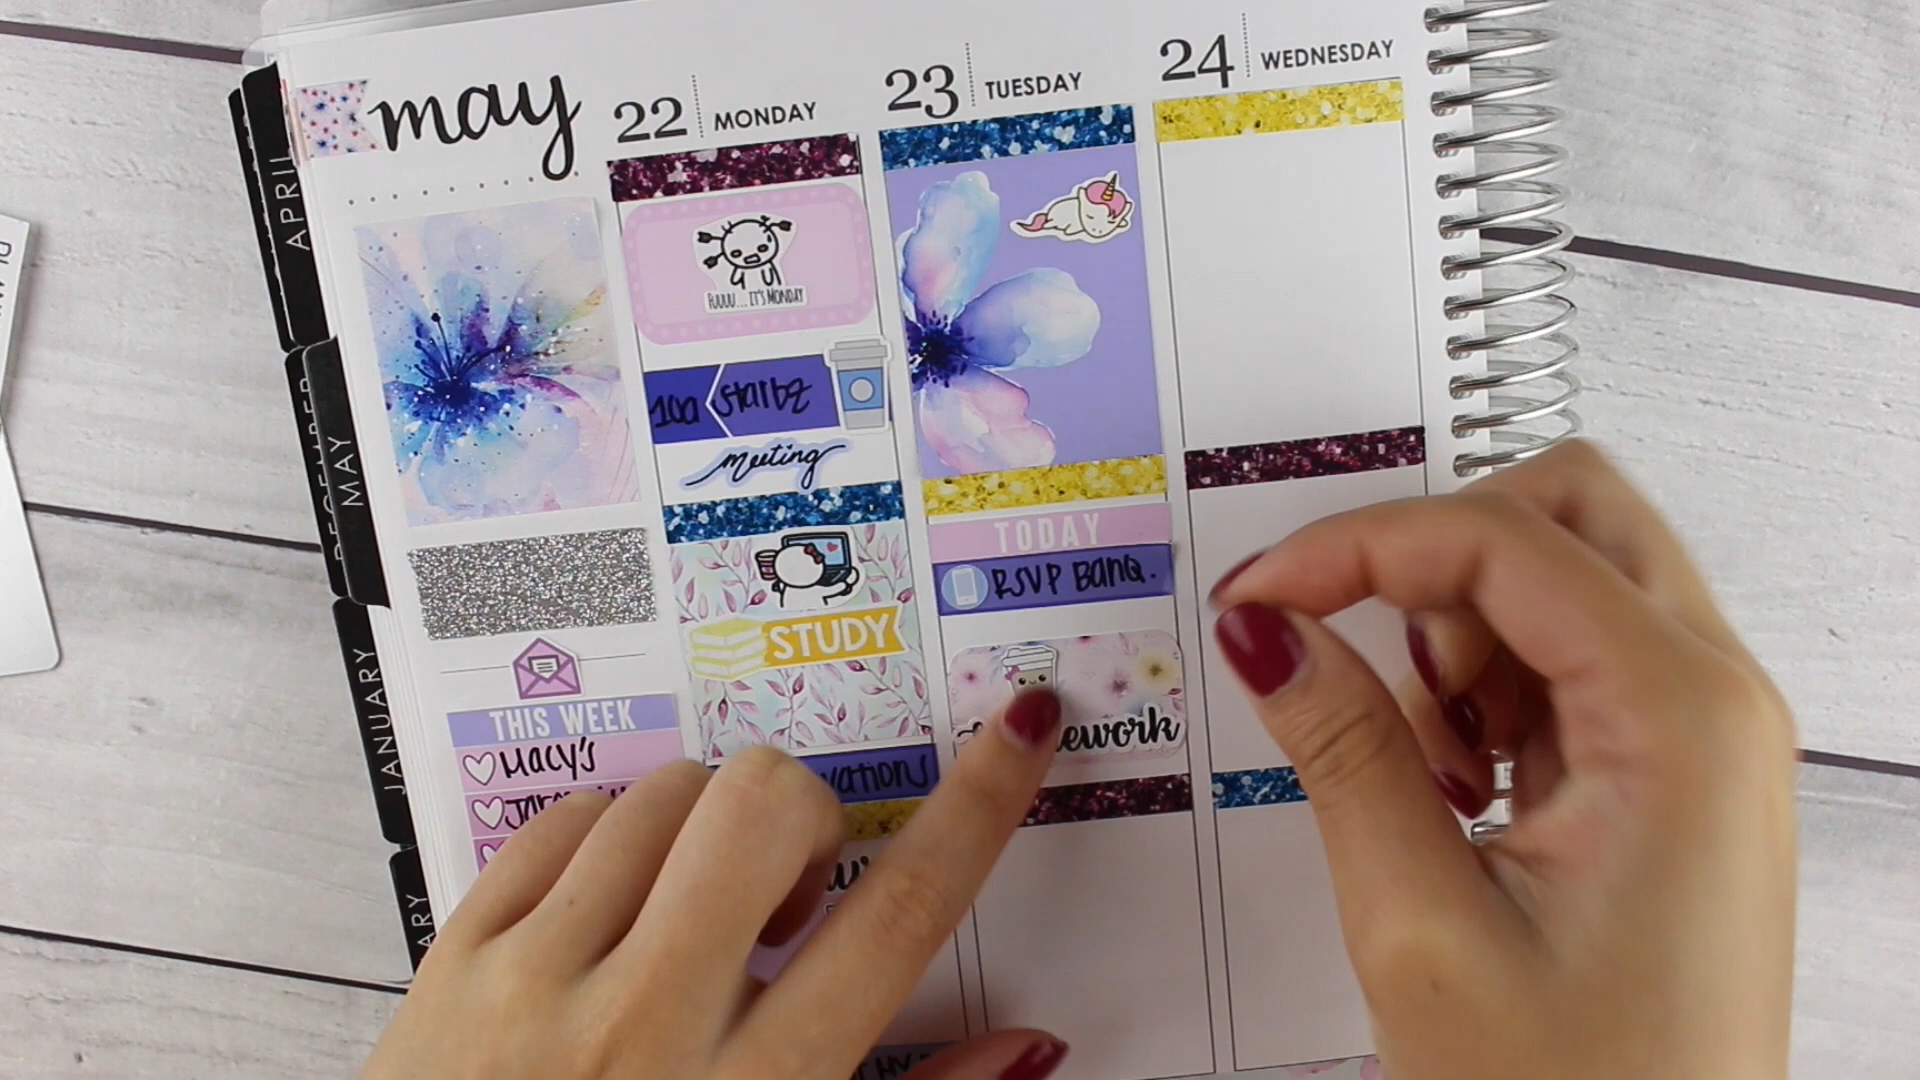 may
22 MONDAY
23 TUESDAY
24 WEDNESDAY
APRIL
MAY
JANUARY
FUUUU... IT'S MONDAY
10a Starbz
meeting
STUDY
TODAY
RSVP Banq.
THIS WEEK
Macy's